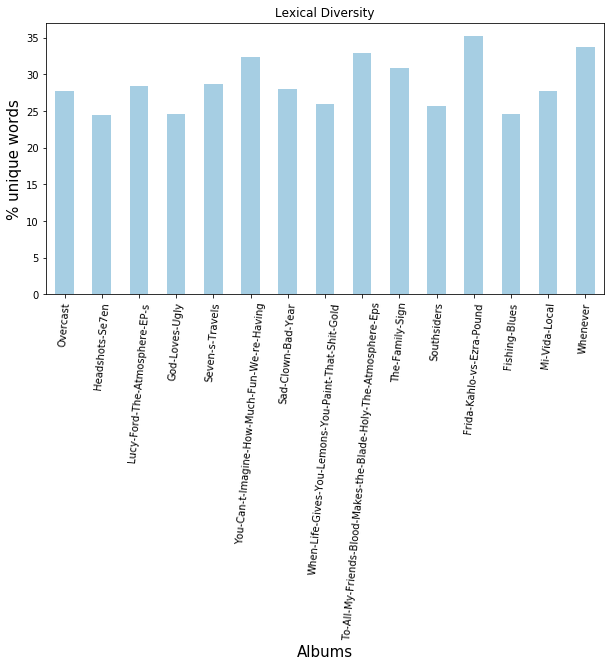 Lexical Diversity
% unique words
35
30
25
20
15
10
5
0
Overcast
Headshots-Se7en
Lucy-Ford-The-Atmosphere-EP-s
God-Loves-Ugly
Seven-s-Travels
You-Can-t-Imagine-How-Much-Fun-We-re-Having
Sad-Clown-Bad-Year
When-Life-Gives-You-Lemons-You-Paint-That-Shit-Gold
To-All-My-Friends-Blood-Makes-the-Blade-Holy-The-Atmosphere-Eps
The-Family-Sign
Southsiders
Frida-Kahlo-vs-Ezra-Pound
Fishing-Blues
Mi-Vida-Local
Whenever
Albums